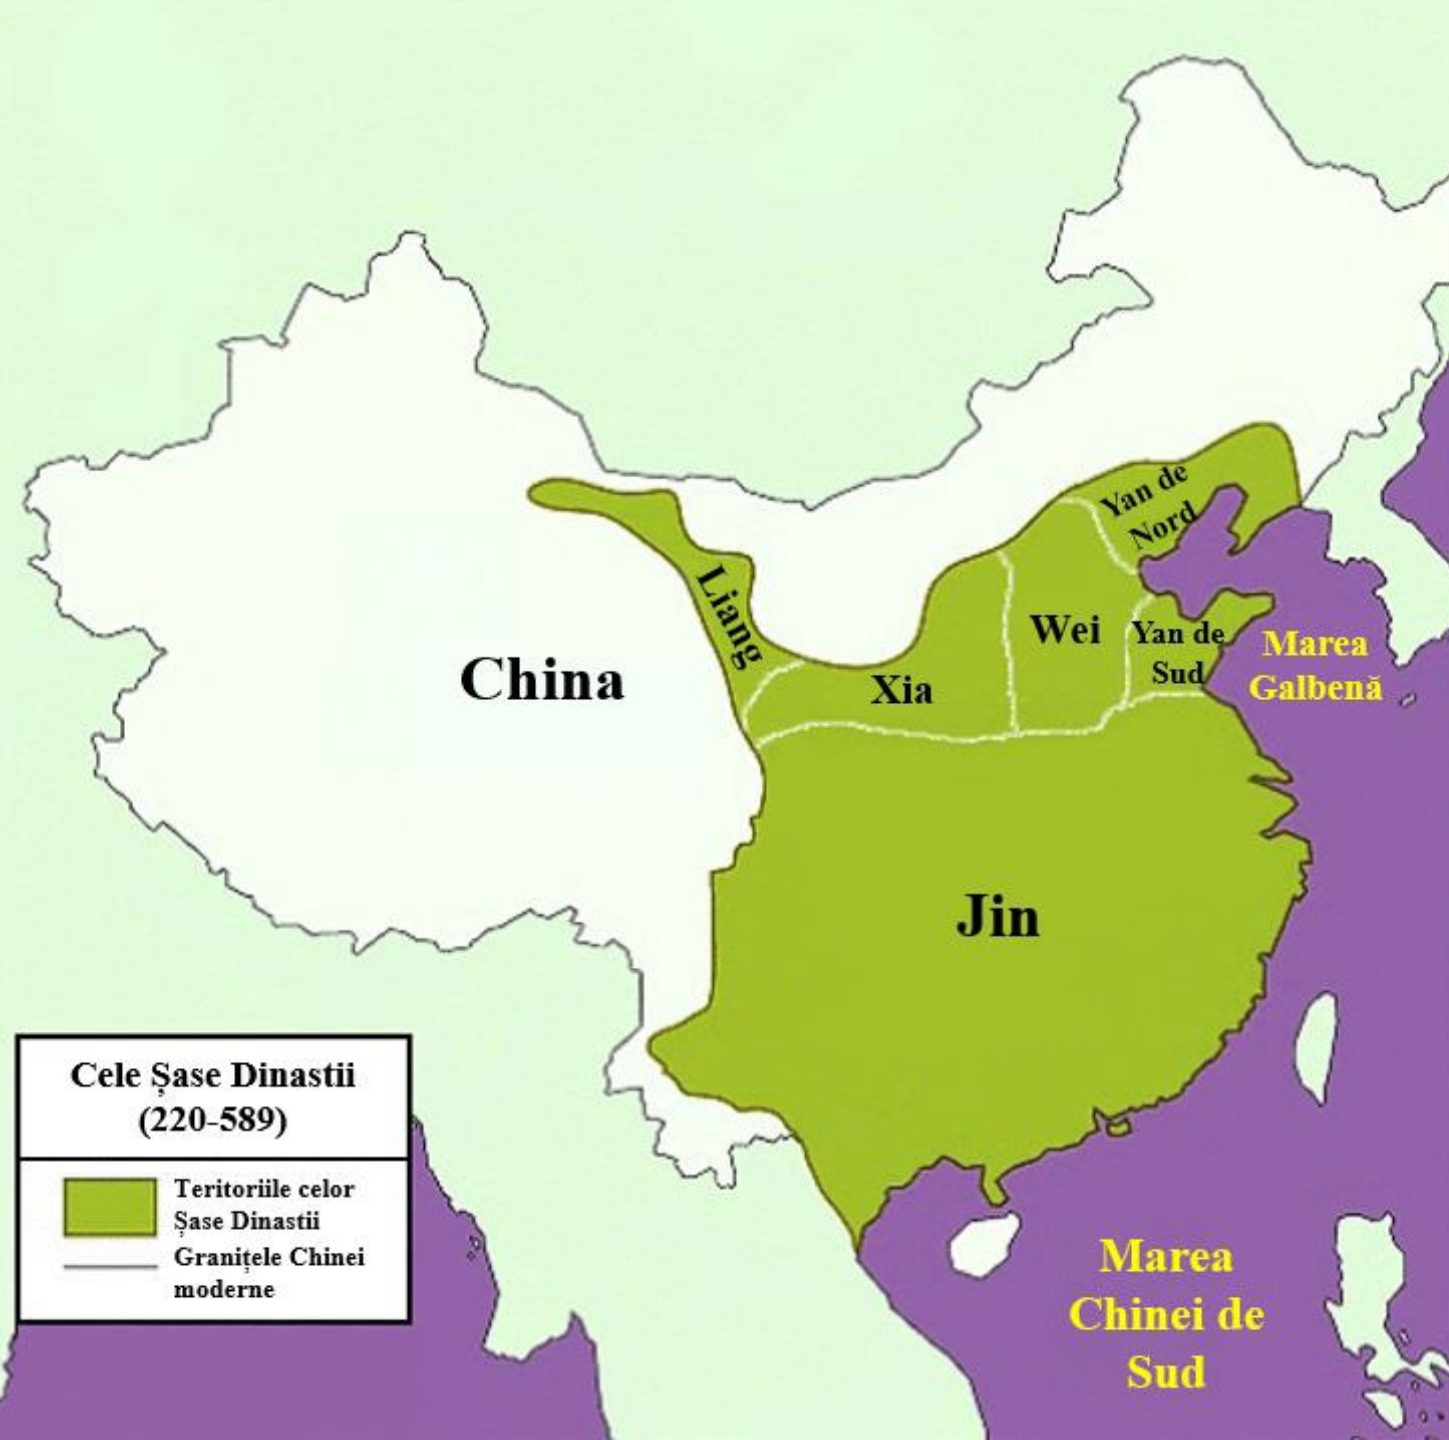 Yan de
Nord
Liang
Wei
Yan de
Sud
Marea
Galbenă
China
Xia
Jin
Cele Șase Dinastii
(220-589)
Teritoriile celor
Șase Dinastii
Granițele Chinei
moderne
Marea
Chinei de
Sud